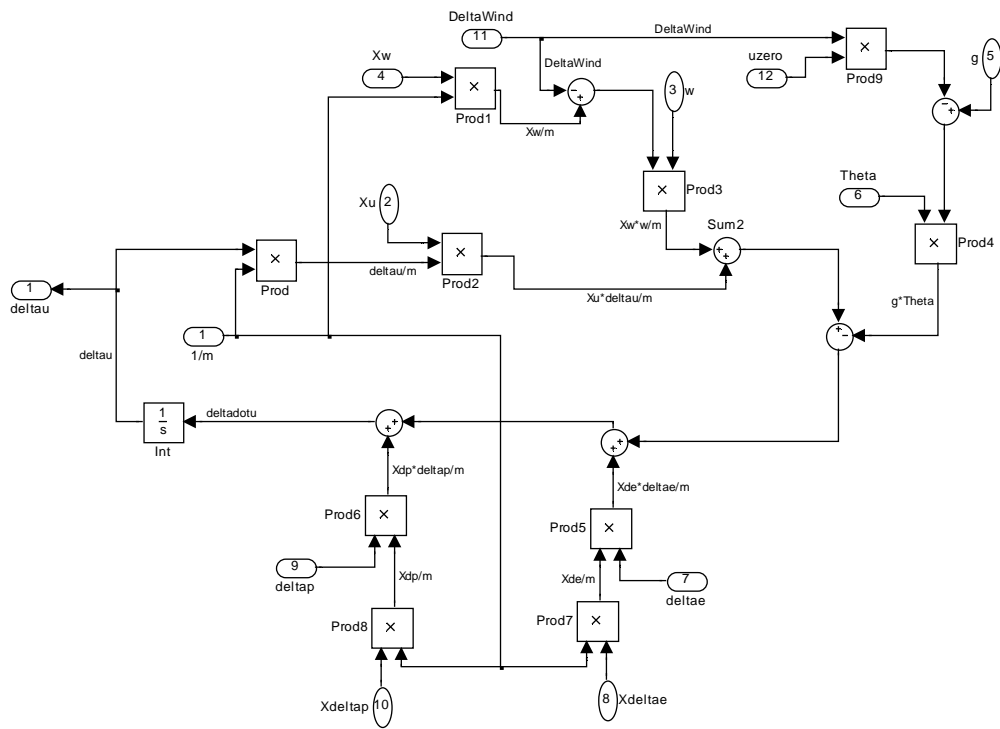 DeltaWind
11
DeltaWind
uzero
12
×
Prod9
g
5
Xw
4
×
Prod1
DeltaWind
-
+
Xw/m
3
w
-
+
×
Prod3
Theta
6
Xu
2
Xw*w/m
Sum2
×
Prod4
×
Prod
deltau/m
×
Prod2
+
+
1
deltau
Xu*deltau/m
g*Theta
1
1/m
+
-
deltau
1
s
Int
deltadotu
+
+
+
+
Xdp*deltap/m
Xde*deltae/m
Prod6
×
Prod5
×
9
deltap
Xdp/m
Xde/m
7
deltae
Prod8
×
Prod7
×
Xdeltap
10
8
Xdeltae